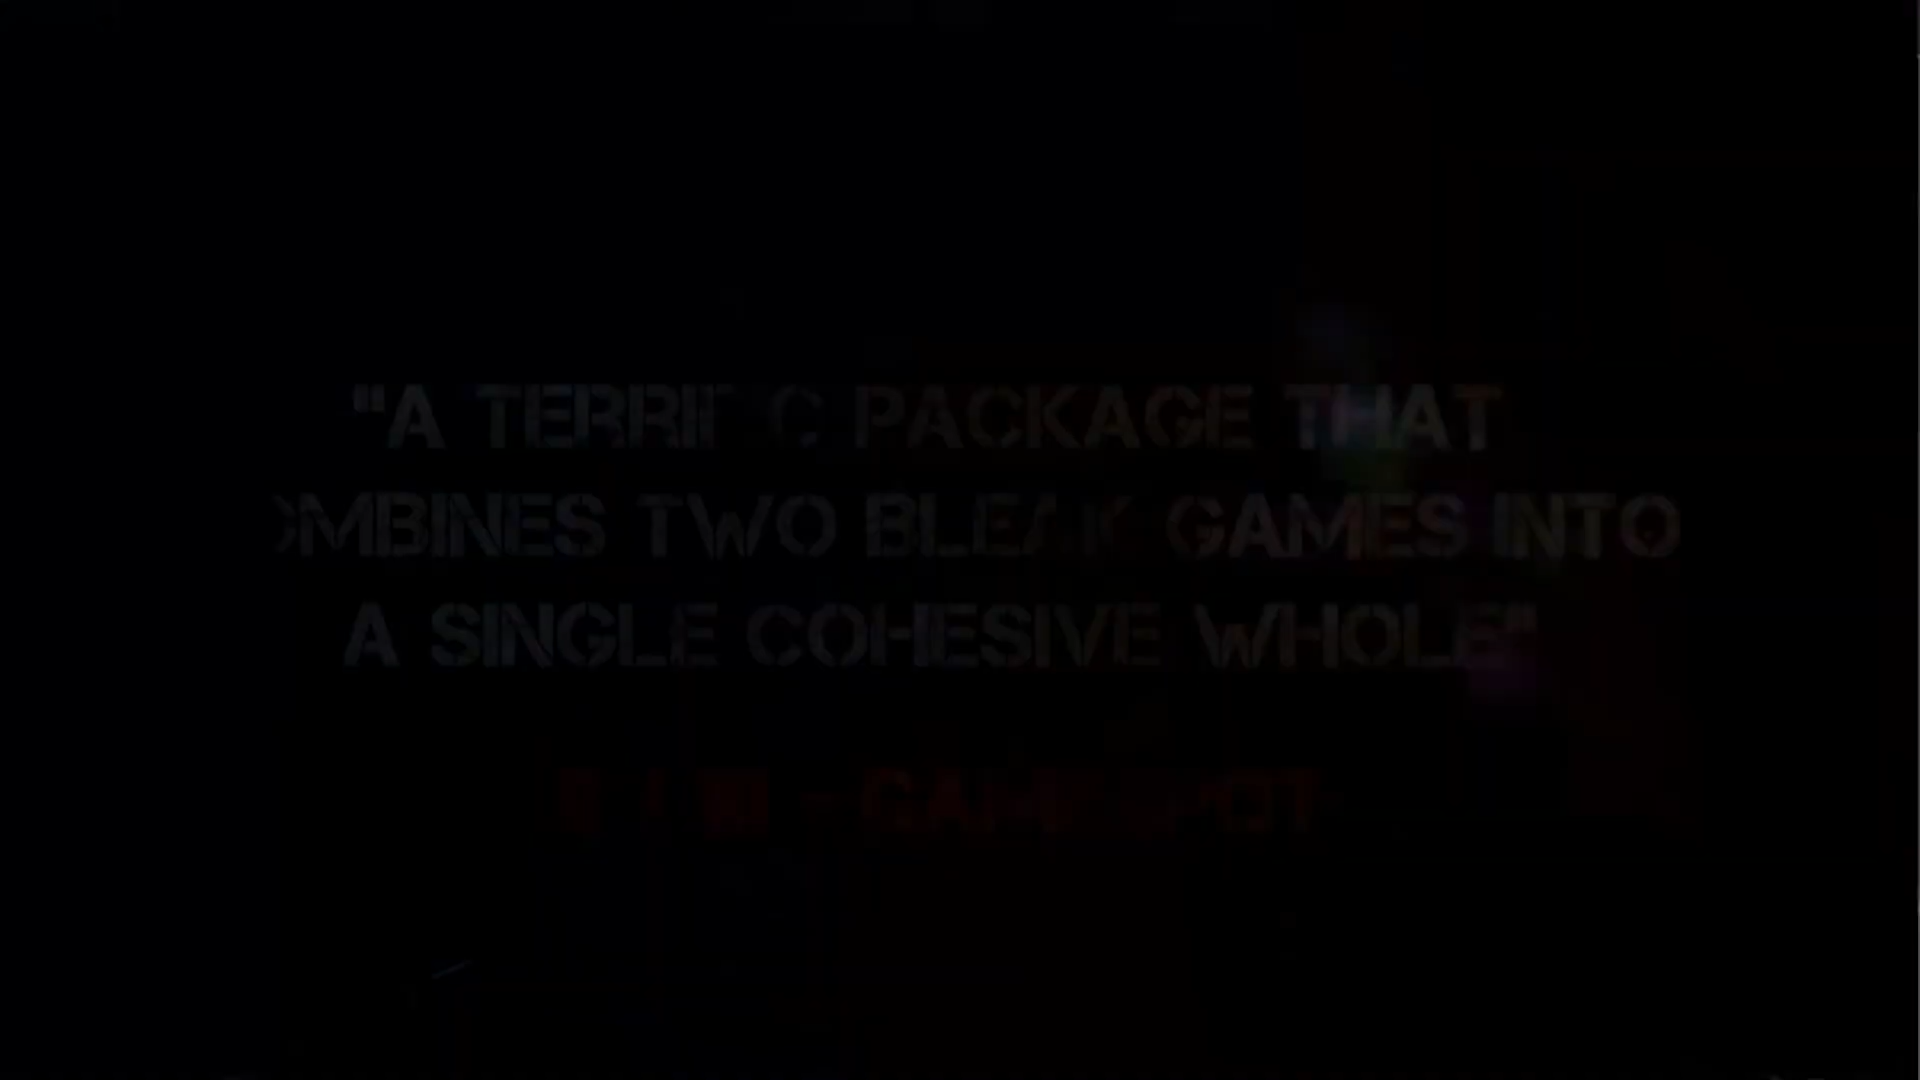 "A TERRIFIC PACKAGE THAT
COMBINES TWO BLEAK GAMES INTO
A SINGLE COHESIVE WHOLE"
- GAMESPOT